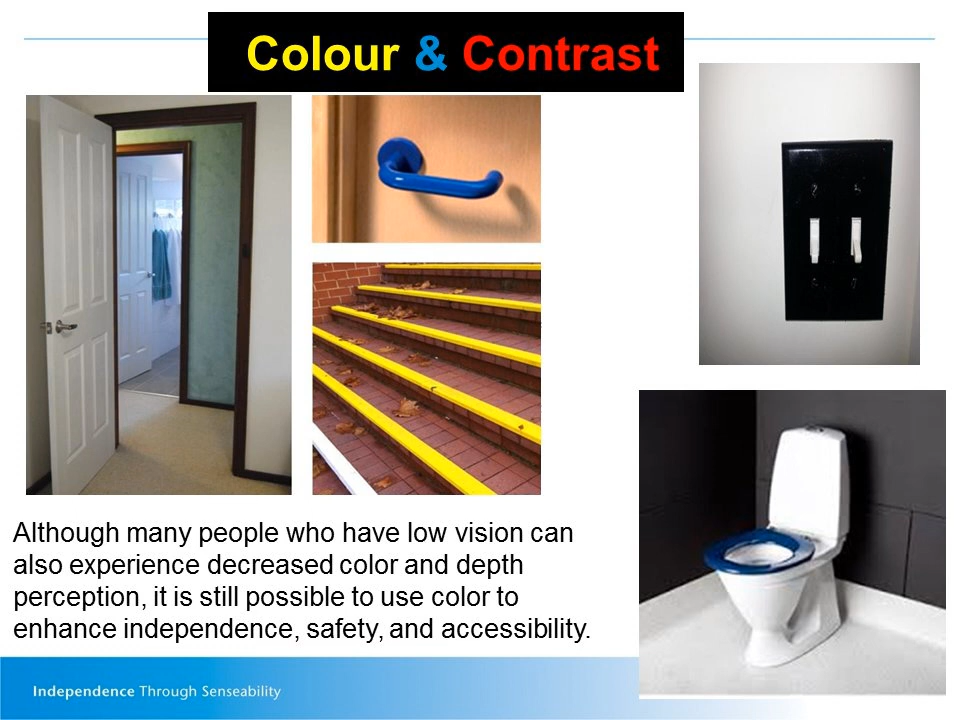 Colour & Contrast
Although many people who have low vision can
also experience decreased color and depth
perception, it is still possible to use color to
enhance independence, safety, and accessibility.
Independence Through Senseability